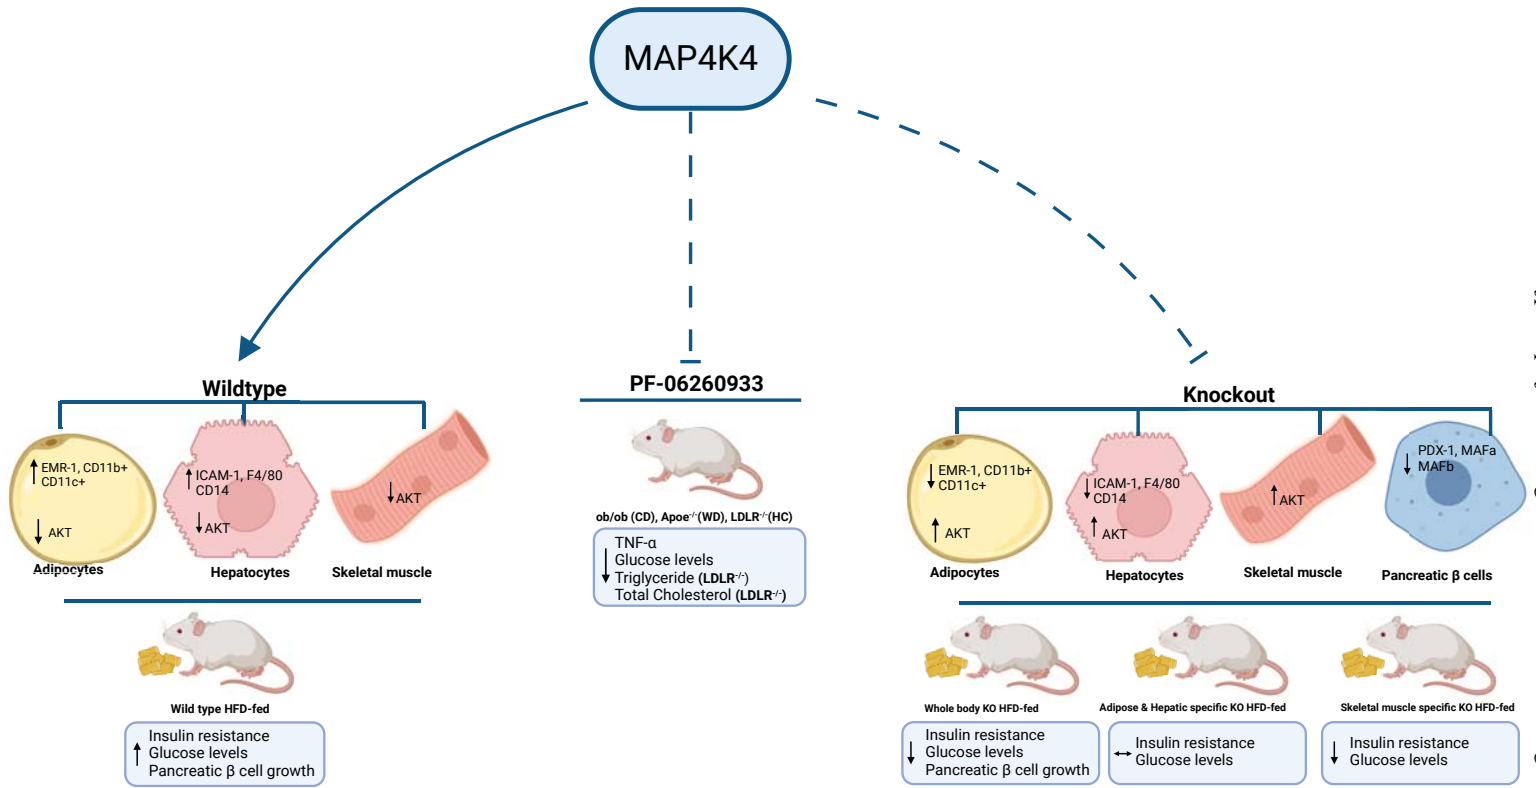 MAP4K4
Wildtype
EMR-1, CD11b+
CD11c+
AKT
Adipocytes
ICAM-1, F4/80
CD14
AKT
Hepatocytes
AKT
Skeletal muscle
Wild type HFD-fed
Insulin resistance
Glucose levels
Pancreatic β cell growth
PF-06260933
ob/ob (CD), Apoe-/-(WD), LDLR-/-(HC)
TNF-α
Glucose levels
Triglyceride (LDLR-/-)
Total Cholesterol (LDLR-/-)
Knockout
EMR-1, CD11b+
CD11c+
AKT
Adipocytes
ICAM-1, F4/80
CD14
AKT
Hepatocytes
AKT
Skeletal muscle
PDX-1, MAFa
MAFb
Pancreatic β cells
Whole body KO HFD-fed
Insulin resistance
Glucose levels
Pancreatic β cell growth
Adipose & Hepatic specific KO HFD-fed
Insulin resistance
Glucose levels
Skeletal muscle specific KO HFD-fed
Insulin resistance
Glucose levels